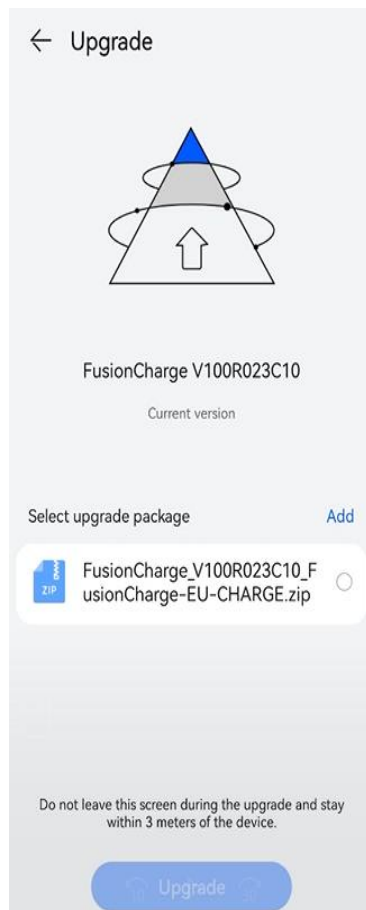 Upgrade
FusionCharge V100R023C10
Current version
Select upgrade package
Add
ZIP
FusionCharge_V100R023C10_F
usionCharge-EU-CHARGE.zip
Do not leave this screen during the upgrade and stay
within 3 meters of the device.
Upgrade